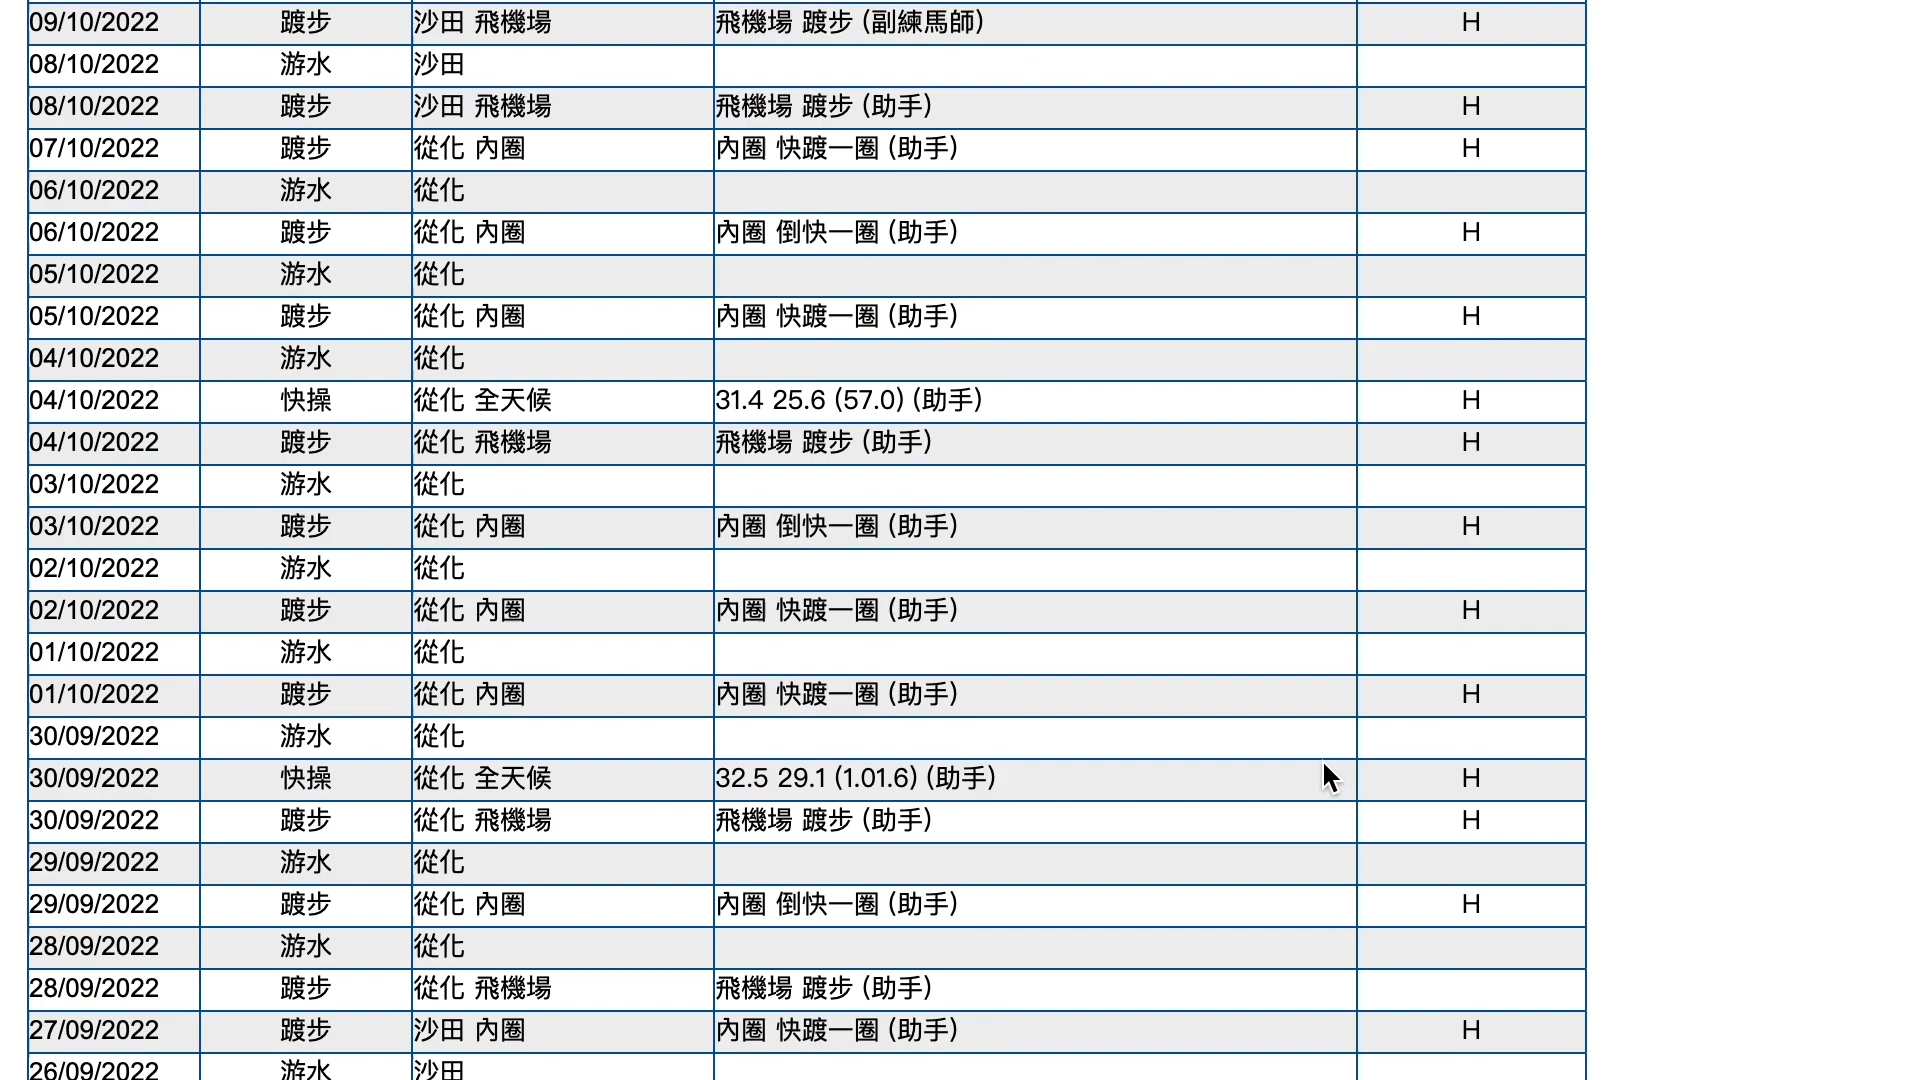 09/10/2022 踱步 沙田 飛機場 飛機場 踱步 (副練馬師) H
08/10/2022 游水 沙田
08/10/2022 踱步 沙田 飛機場 飛機場 踱步 (助手) H
07/10/2022 踱步 從化 內圈 內圈 快踱一圈 (助手) H
06/10/2022 游水 從化
06/10/2022 踱步 從化 內圈 內圈 倒快一圈 (助手) H
05/10/2022 游水 從化
05/10/2022 踱步 從化 內圈 內圈 快踱一圈 (助手) H
04/10/2022 游水 從化
04/10/2022 快操 從化 全天候 31.4 25.6 (57.0) (助手) H
04/10/2022 踱步 從化 飛機場 飛機場 踱步 (助手) H
03/10/2022 游水 從化
03/10/2022 踱步 從化 內圈 內圈 倒快一圈 (助手) H
02/10/2022 游水 從化
02/10/2022 踱步 從化 內圈 內圈 快踱一圈 (助手) H
01/10/2022 游水 從化
01/10/2022 踱步 從化 內圈 內圈 快踱一圈 (助手) H
30/09/2022 游水 從化
30/09/2022 快操 從化 全天候 32.5 29.1 (1.01.6) (助手) H
30/09/2022 踱步 從化 飛機場 飛機場 踱步 (助手) H
29/09/2022 游水 從化
29/09/2022 踱步 從化 內圈 內圈 倒快一圈 (助手) H
28/09/2022 游水 從化
28/09/2022 踱步 從化 飛機場 飛機場 踱步 (助手)
27/09/2022 踱步 沙田 內圈 內圈 快踱一圈 (助手) H
26/09/2022 游水 沙田